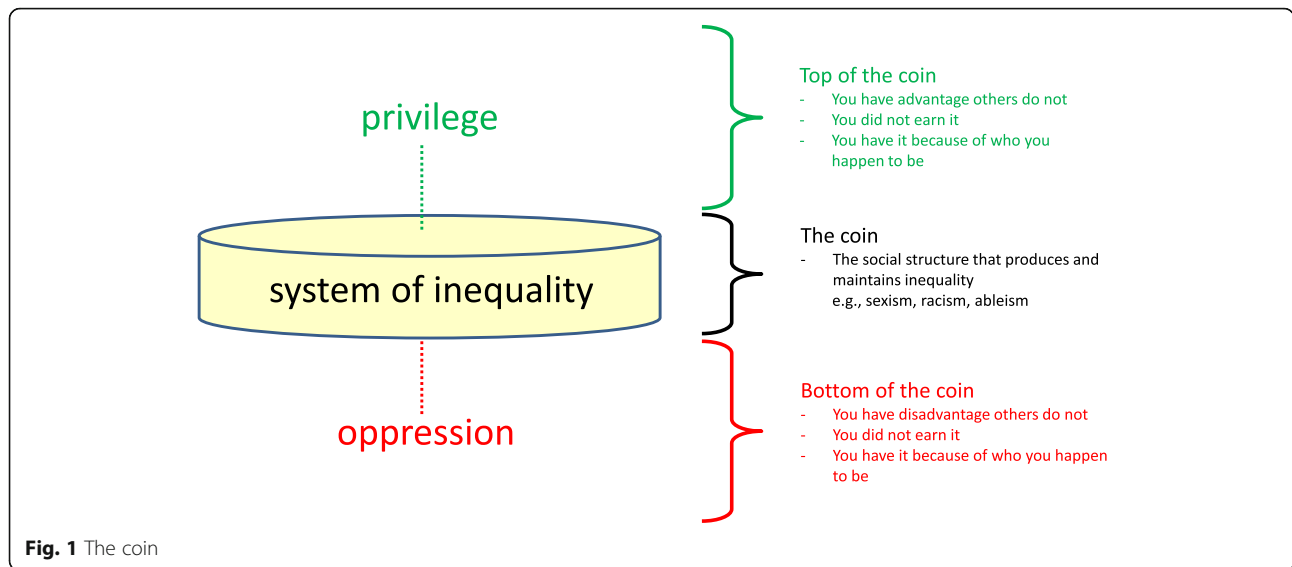 privilege
system of inequality
oppression
Top of the coin
- You have advantage others do not
- You did not earn it
- You have it because of who you
happen to be
The coin
- The social structure that produces and
maintains inequality
e.g., sexism, racism, ableism
Bottom of the coin
- You have disadvantage others do not
- You did not earn it
- You have it because of who you happen
to be
Fig. 1 The coin